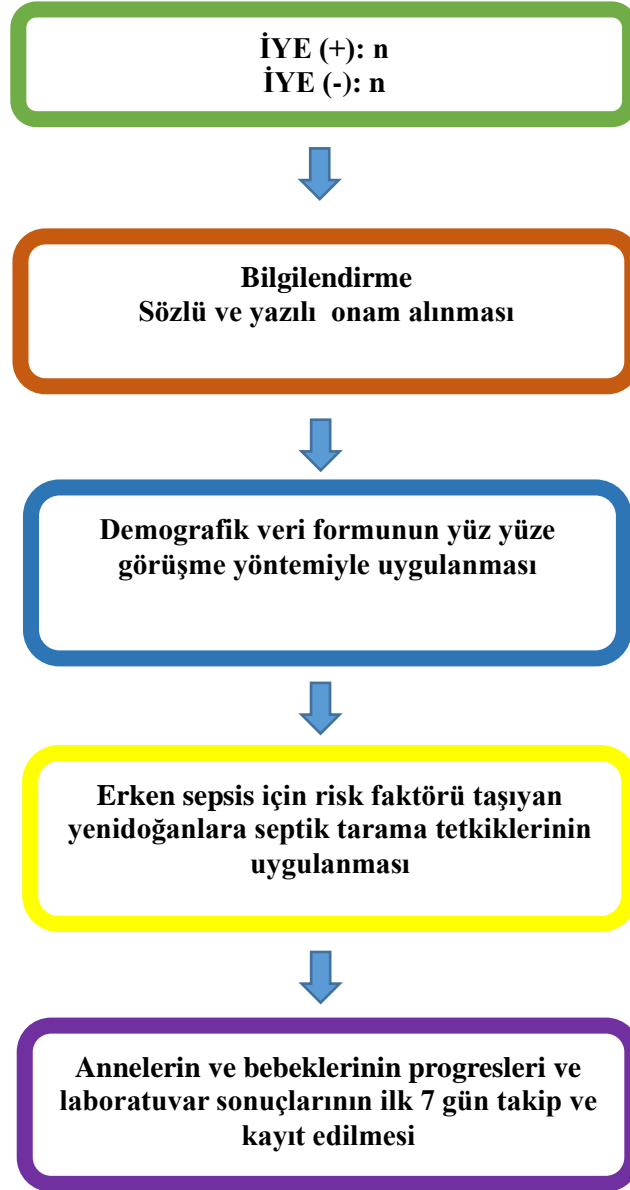 İYE (+): n
İYE (-): n
Bilgilendirme
Sözlü ve yazılı onam alınması
Demografik veri formunun yüz yüze
görüşme yöntemiyle uygulanması
Erken sepsis için risk faktörü taşıyan
yenidoğanlara septik tarama tetkiklerinin
uygulanması
Annelerin ve bebeklerinin progresleri ve
laboratuvar sonuçlarının ilk 7 gün takip ve
kayıt edilmesi